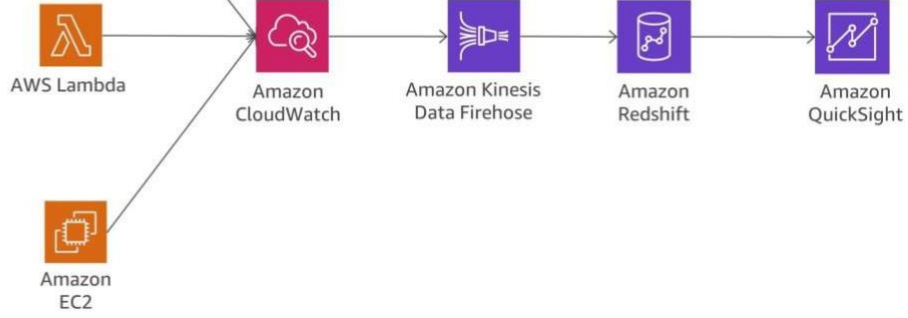 AWS Lambda
Amazon
CloudWatch
Amazon Kinesis
Data Firehose
Amazon
Redshift
Amazon
QuickSight
Amazon
EC2